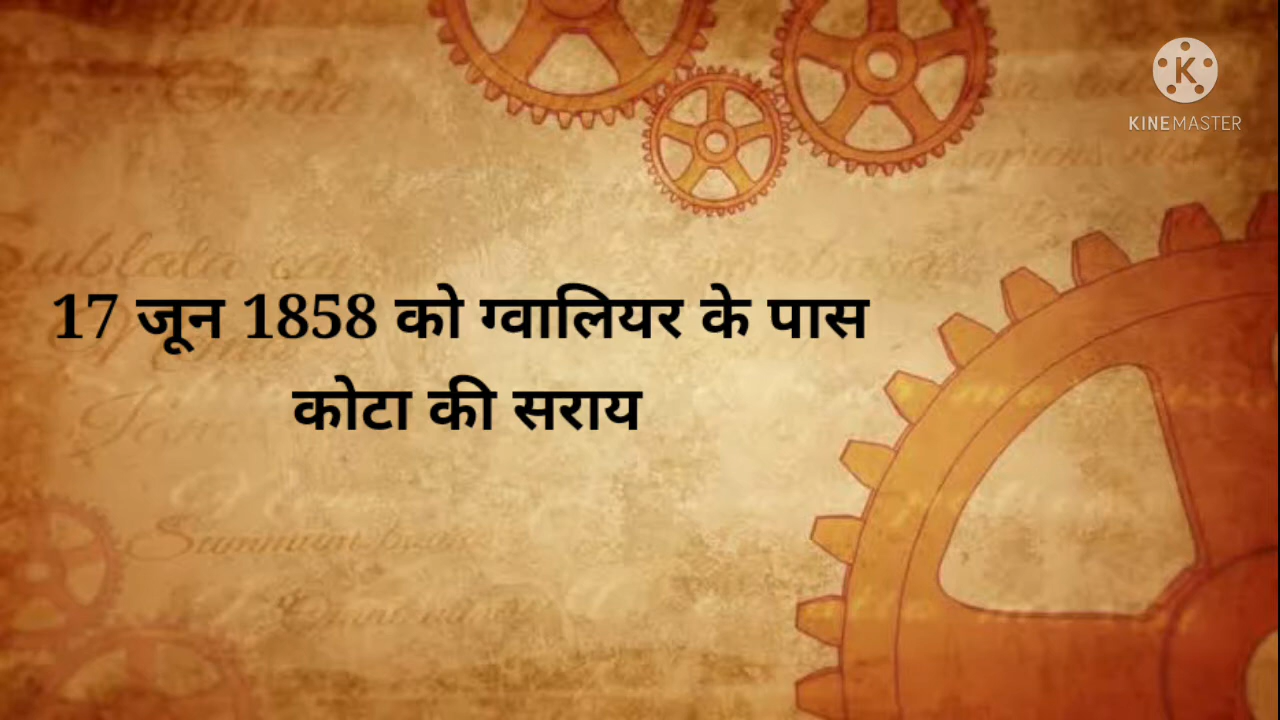 KINEMASTER
17 जून 1858 को ग्वालियर के पास
कोटा की सराय